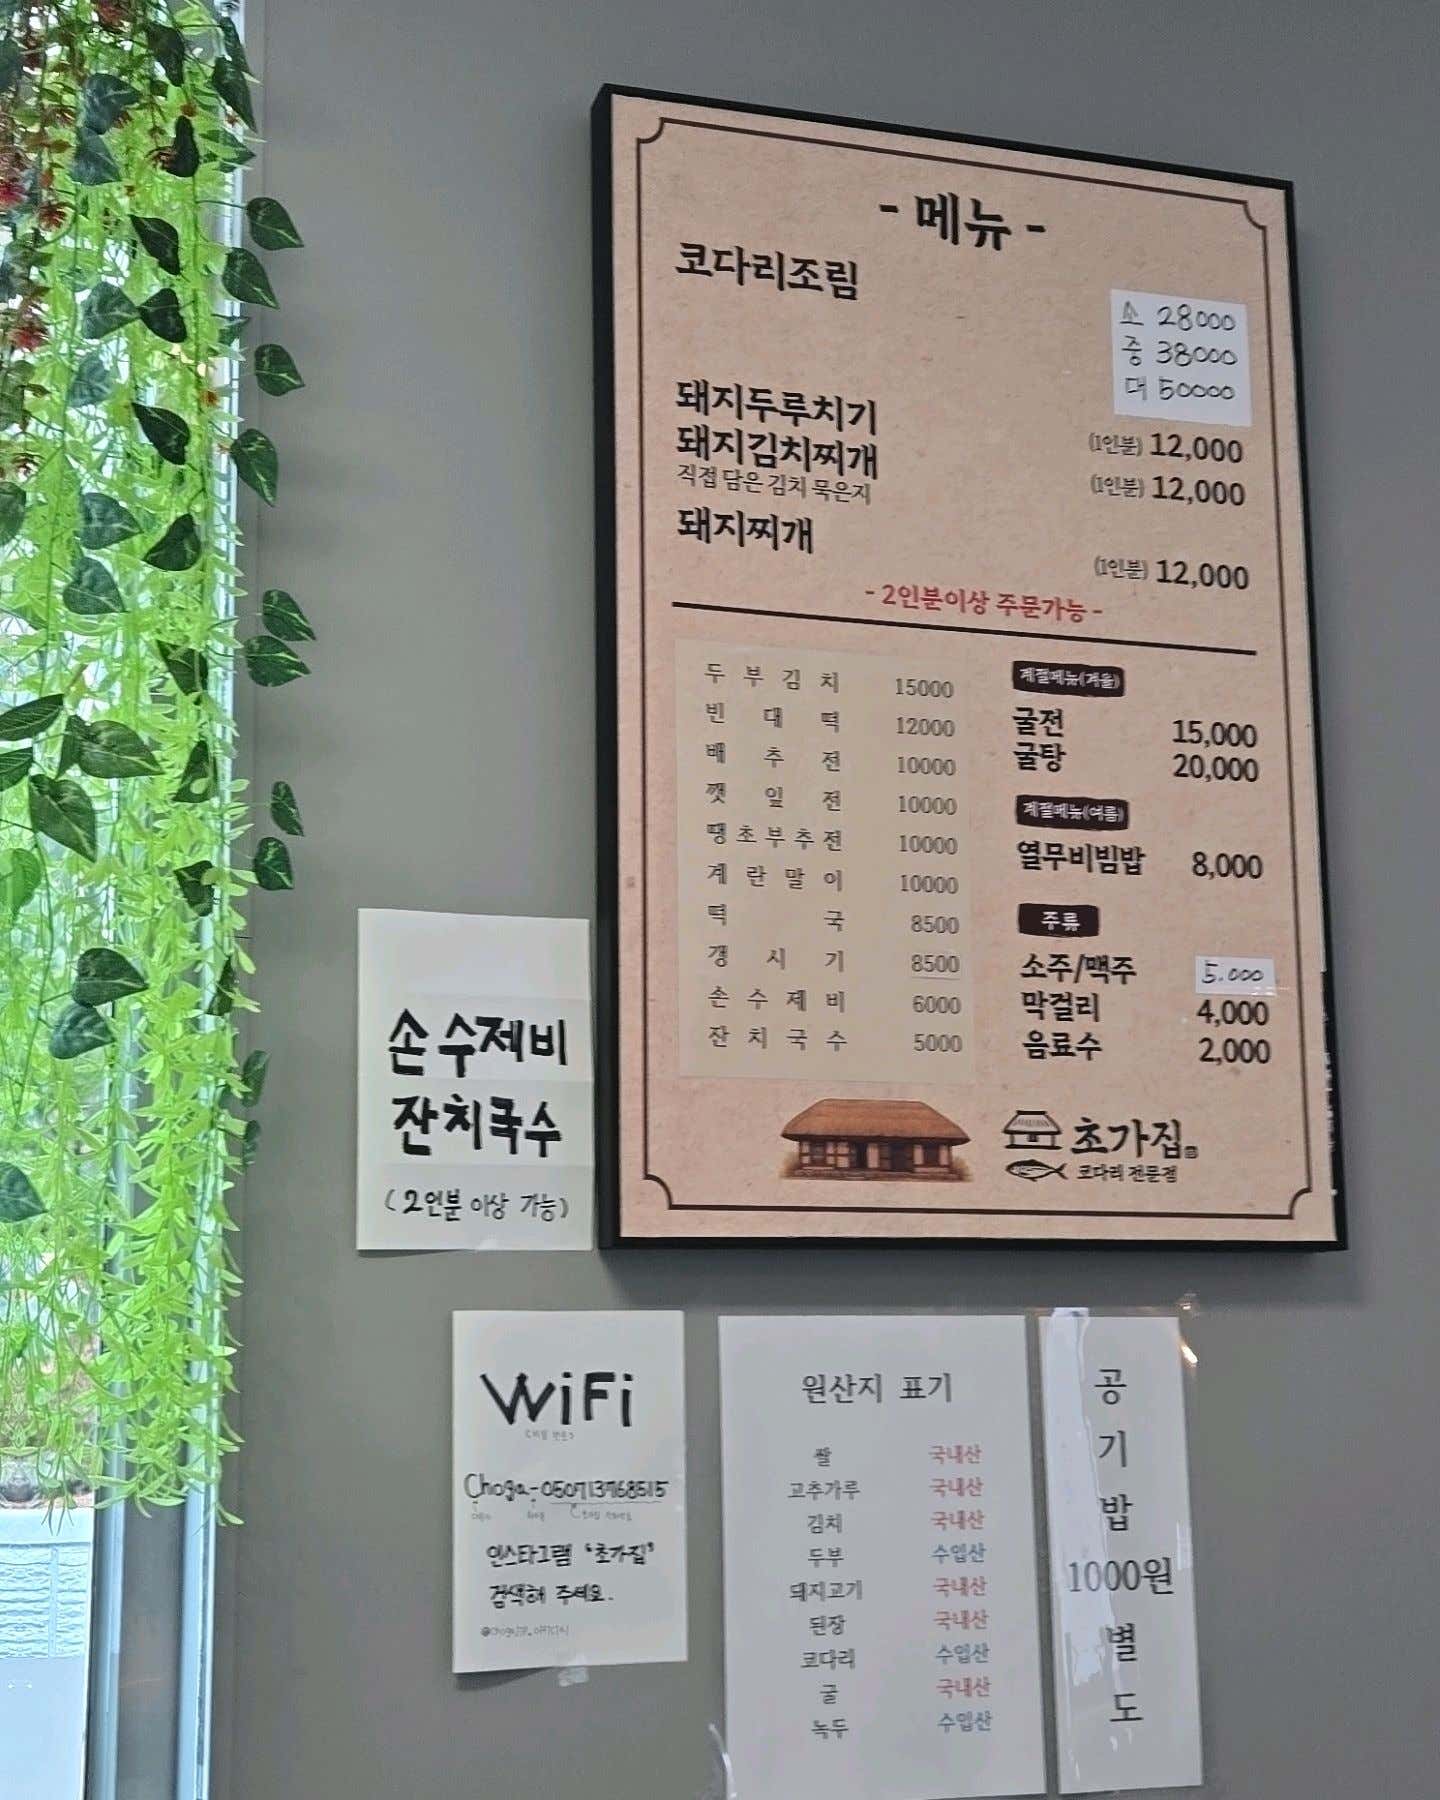 - 메뉴 -
코다리조림
소 28000
중 38000
대 50000
돼지두루치기 (1인분) 12,000
돼지김치찌개 (1인분) 12,000
직접 담은 김치 묵은지
돼지찌개 (1인분) 12,000
- 2인분이상 주문가능 -
두부김치 15000
빈대떡 12000
배추전 10000
깻잎전 10000
땡초부추전 10000
계란말이 10000
떡국 8500
갱시기 8500
손수제비 6000
잔치국수 5000
계절메뉴(겨울)
굴전 15,000
굴탕 20,000
계절메뉴(여름)
열무비빔밥 8,000
주류
소주/맥주 5.000
막걸리 4,000
음료수 2,000
초가집
코다리 전문점
손수제비
잔치국수
(2인분 이상 가능)
WiFi
Choga-050713768515
인스타그램 "초가집"
검색해 주세요.
원산지 표기
쌀 국내산
고추가루 국내산
김치 국내산
두부 수입산
돼지고기 국내산
된장 국내산
코다리 수입산
굴 국내산
녹두 수입산
공
기
밥
1000원
별
도